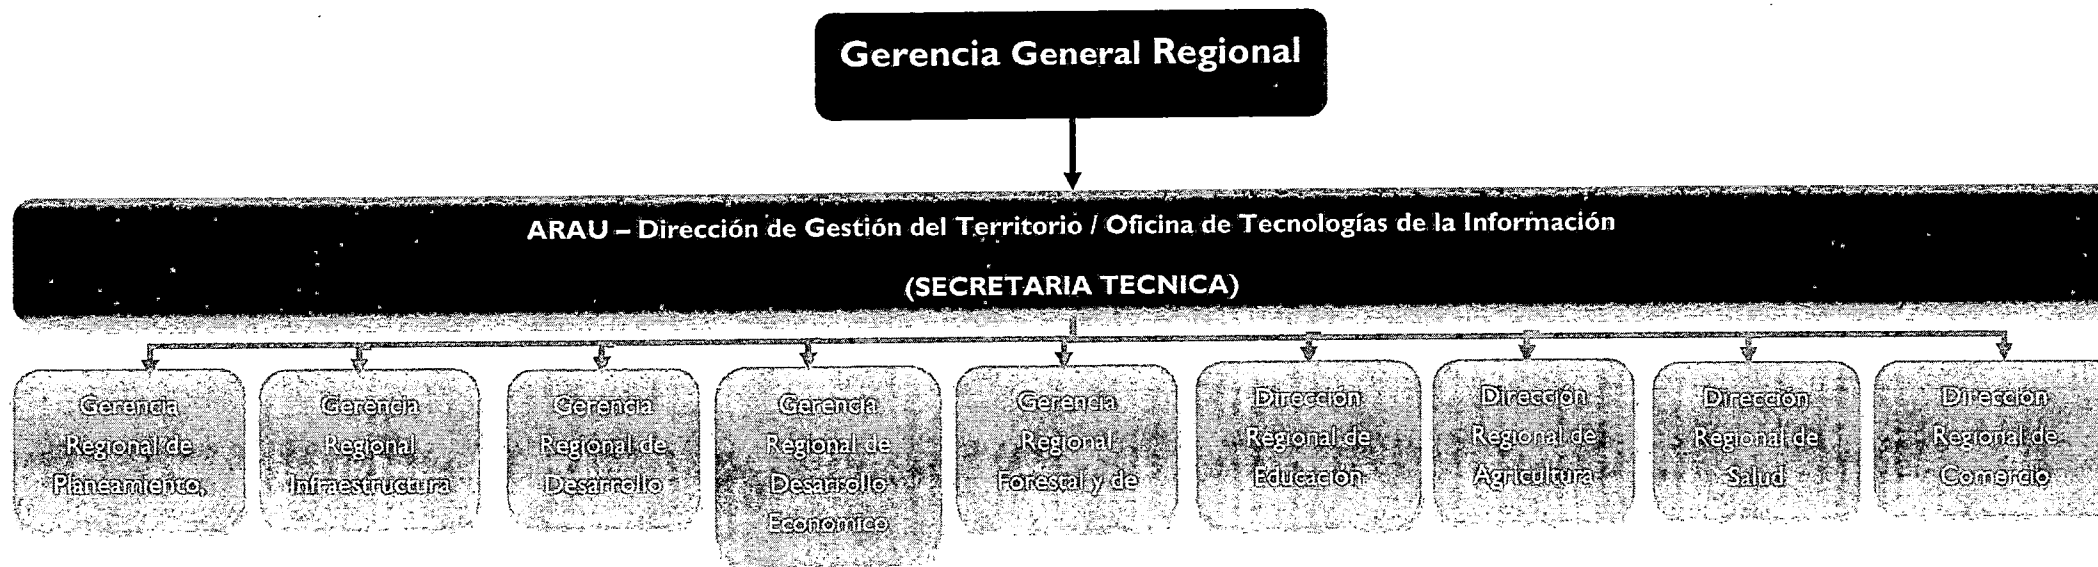 Gerencia General Regional
ARAU – Dirección de Gestión del Territorio / Oficina de Tecnologías de la Información
(SECRETARIA TECNICA)
Gerencia
Regional de
Planeamiento,
Gerencia
Regional
Infraestructura
Gerencia
Regional de
Desarrollo
Gerencia
Regional de
Desarrollo
Económico
Gerencia
Regional
Forestal y de
Dirección
Regional de
Educación
Dirección
Regional de
Agricultura
Dirección
Regional de
Salud
Dirección
Regional de
Comercio